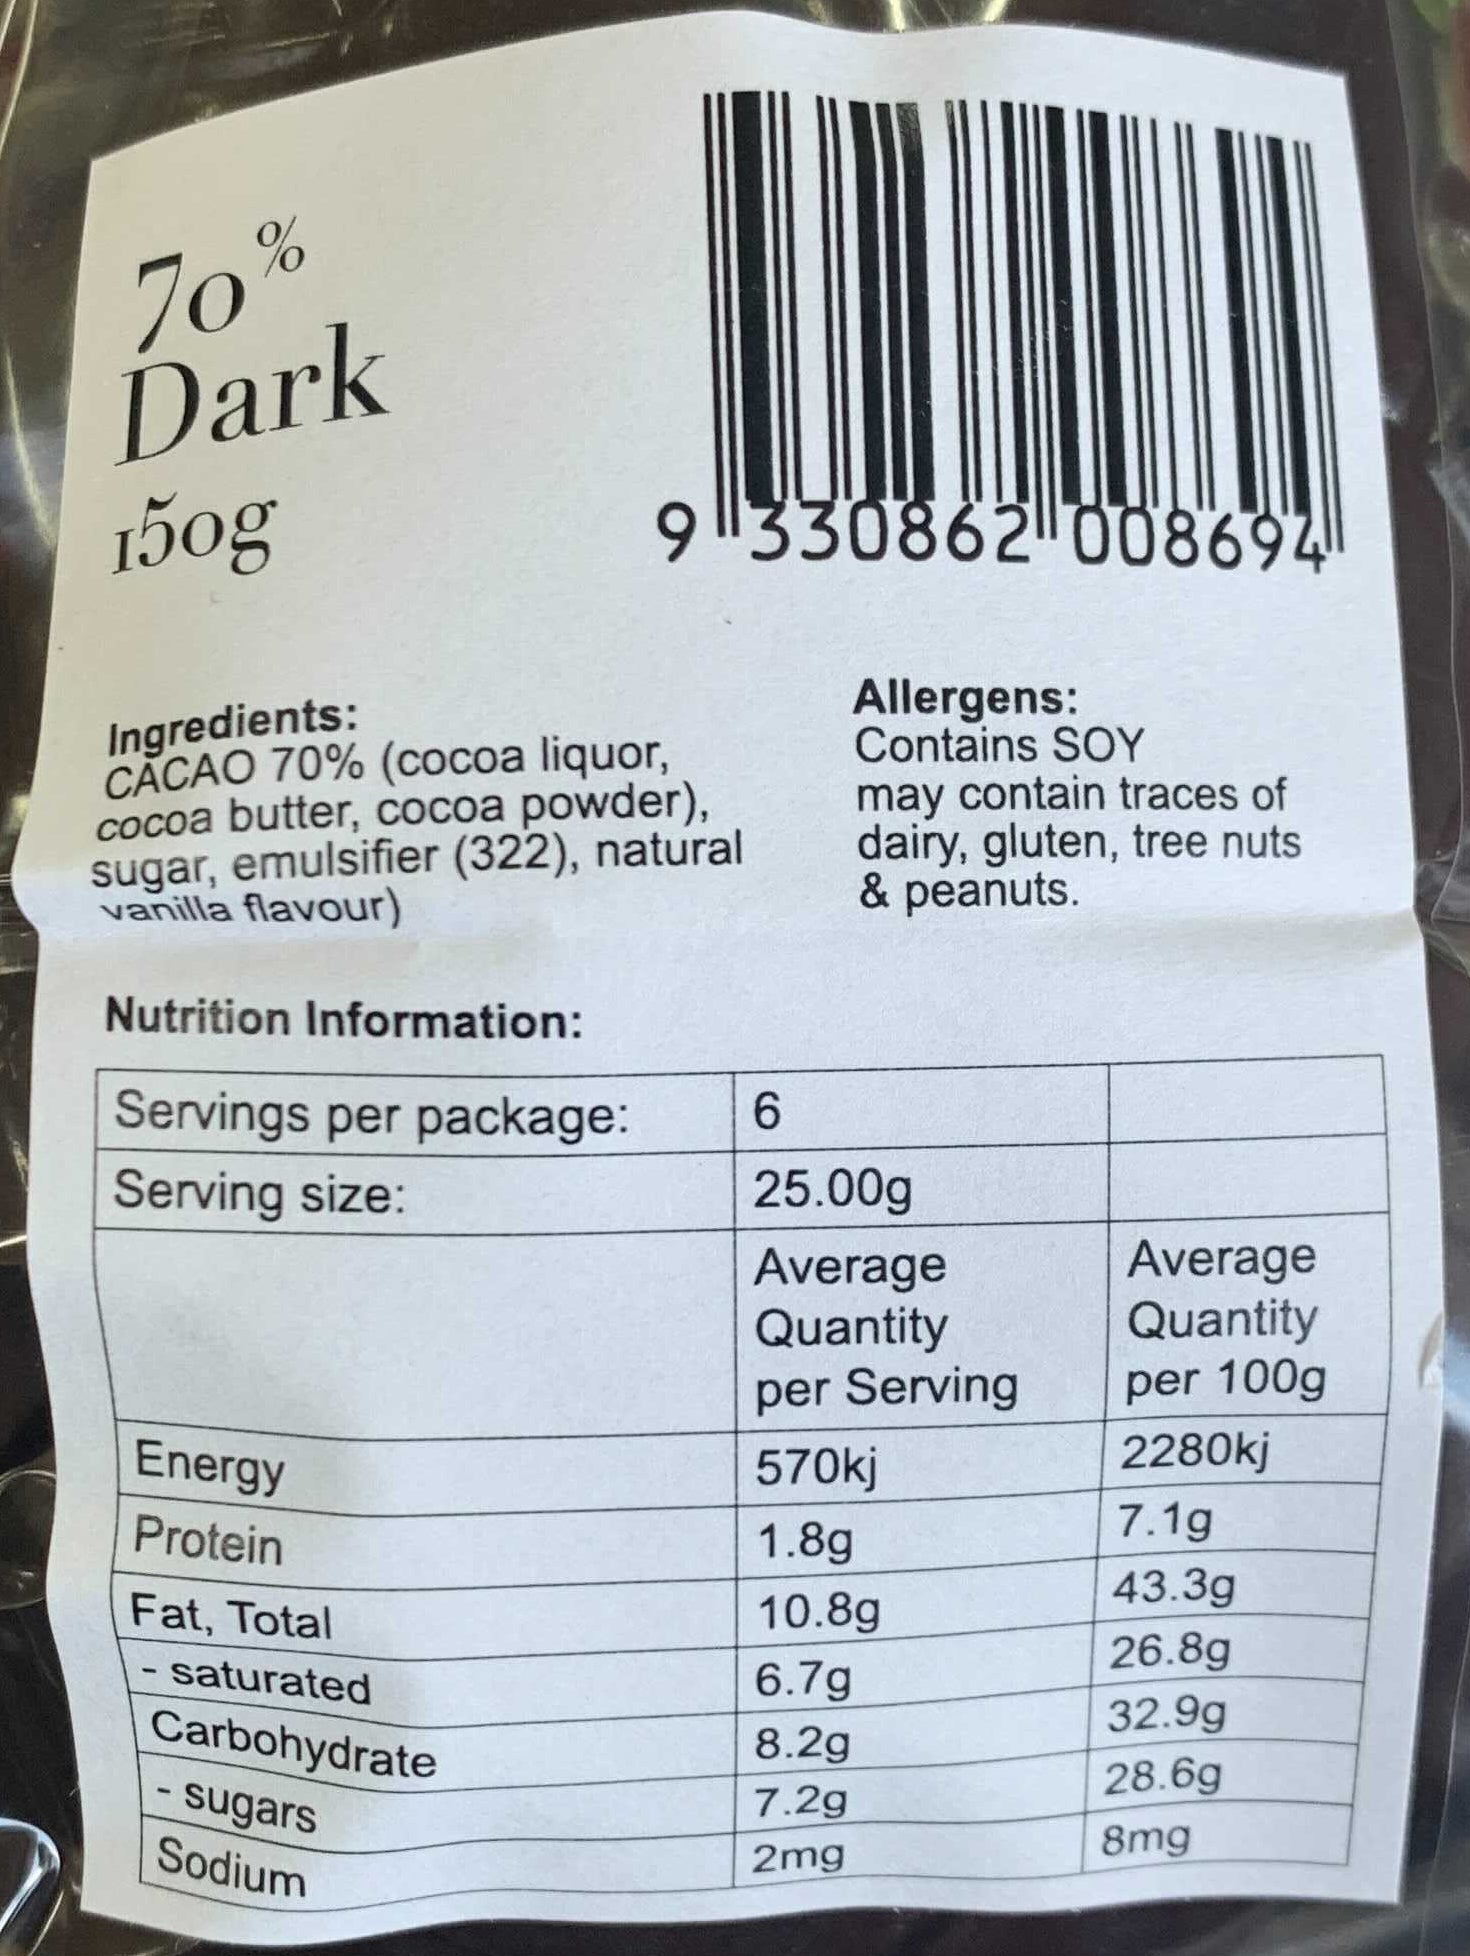 70%
Dark
150g
9 330862 008694
Ingredients:
CACAO 70% (cocoa liquor,
cocoa butter, cocoa powder),
sugar, emulsifier (322), natural
vanilla flavour)
Allergens:
Contains SOY
may contain traces of
dairy, gluten, tree nuts
& peanuts.
Nutrition Information:
Servings per package: 6
Serving size: 25.00g
Average Quantity per Serving Average Quantity per 100g
Energy 570kj 2280kj
Protein 1.8g 7.1g
Fat, Total 10.8g 43.3g
- saturated 6.7g 26.8g
Carbohydrate 8.2g 32.9g
- sugars 7.2g 28.6g
Sodium 2mg 8mg